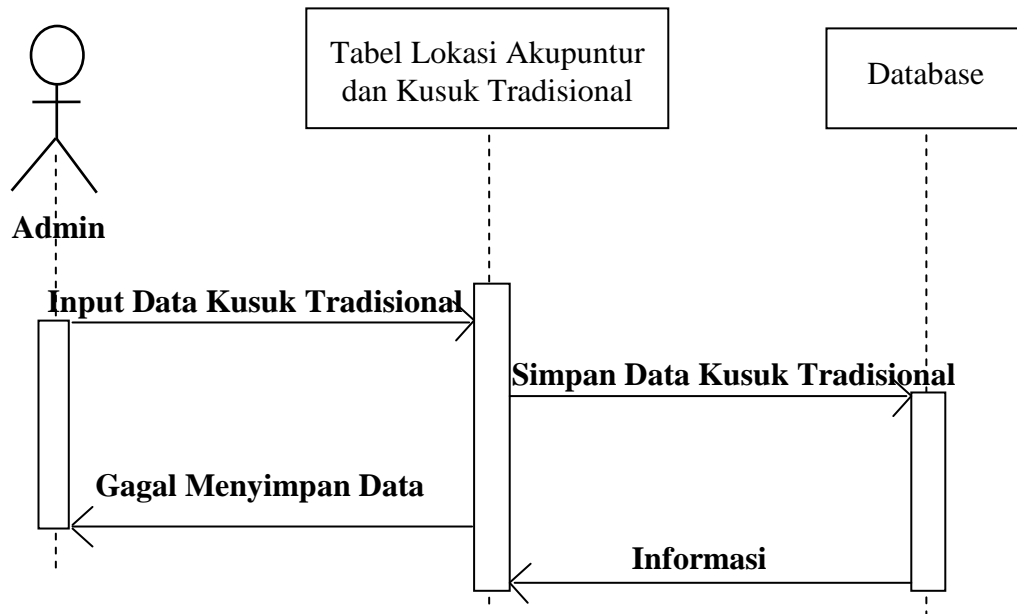 Tabel Lokasi Akupuntur
dan Kusuk Tradisional
Database
Admin
Input Data Kusuk Tradisional
Simpan Data Kusuk Tradisional
Gagal Menyimpan Data
Informasi